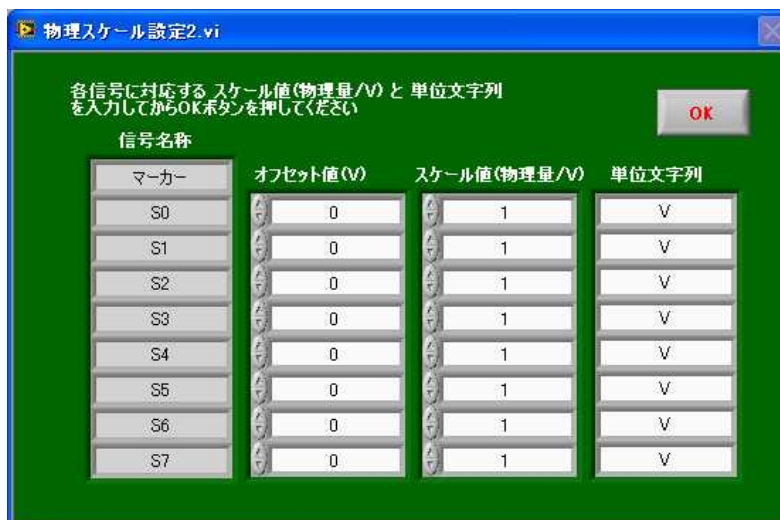 物理スケール設定2.vi
各信号に対応する スケール値(物理量/V) と 単位文字列
を入力してからOKボタンを押してください
OK
信号名称
マーカー オフセット値(V) スケール値(物理量/V) 単位文字列
S0 0 1 V
S1 0 1 V
S2 0 1 V
S3 0 1 V
S4 0 1 V
S5 0 1 V
S6 0 1 V
S7 0 1 V